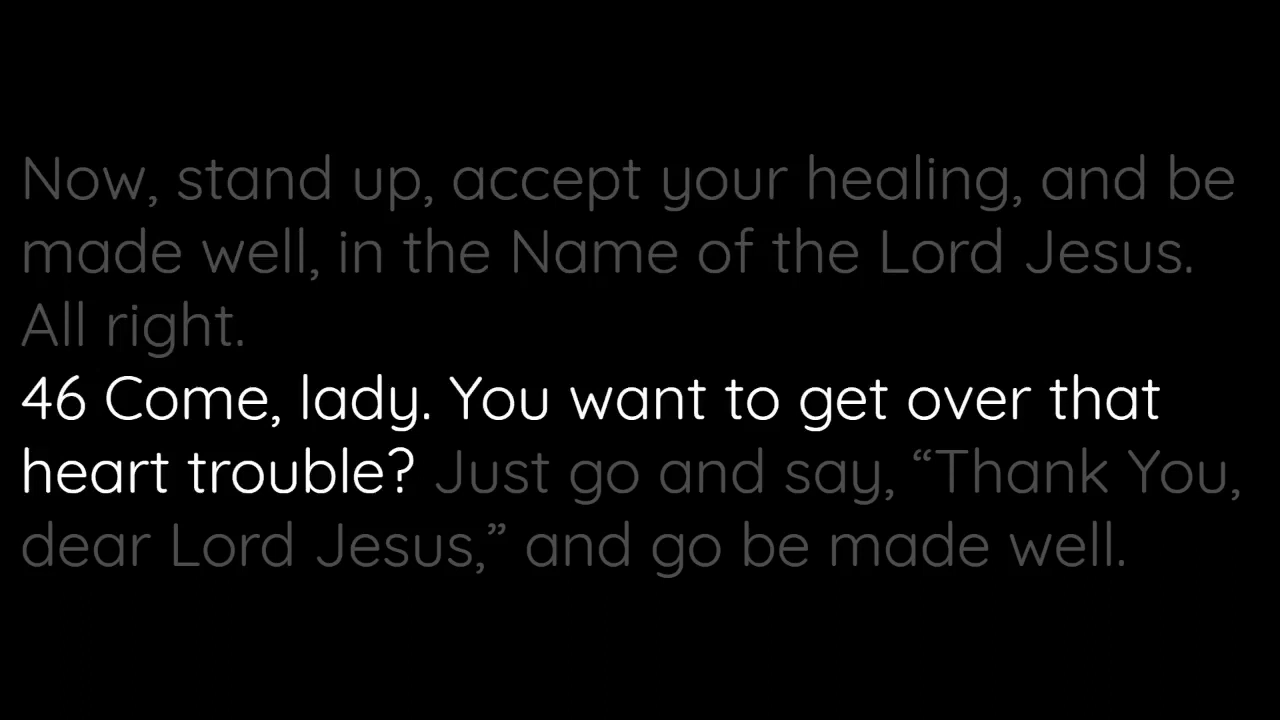 Now, stand up, accept your healing, and be
made well, in the Name of the Lord Jesus.
All right.
46 Come, lady. You want to get over that
heart trouble? Just go and say, “Thank You,
dear Lord Jesus,” and go be made well.